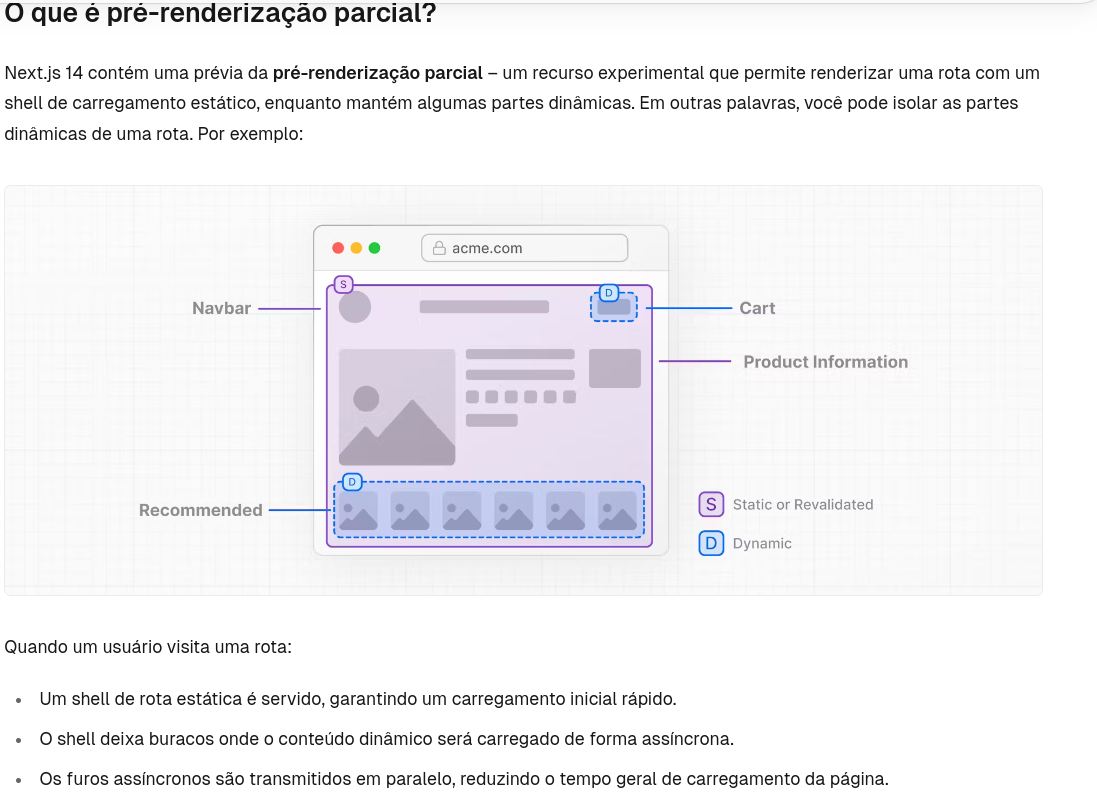 O que é pré-renderização parcial?
Next.js 14 contém uma prévia da pré-renderização parcial – um recurso experimental que permite renderizar uma rota com um
shell de carregamento estático, enquanto mantém algumas partes dinâmicas. Em outras palavras, você pode isolar as partes
dinâmicas de uma rota. Por exemplo:
acme.com
S
D
Navbar
Cart
Product Information
D
Recommended
S Static or Revalidated
D Dynamic
Quando um usuário visita uma rota:
• Um shell de rota estática é servido, garantindo um carregamento inicial rápido.
• O shell deixa buracos onde o conteúdo dinâmico será carregado de forma assíncrona.
• Os furos assíncronos são transmitidos em paralelo, reduzindo o tempo geral de carregamento da página.